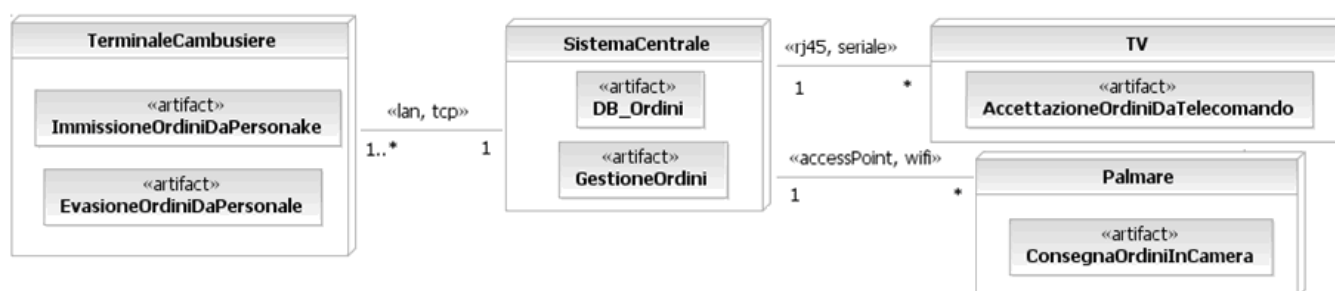 TerminaleCambusiere
«artifact»
ImmissioneOrdiniDaPersonake
«artifact»
EvasioneOrdiniDaPersonale
«lan, tcp»
1..*
1
SistemaCentrale
«artifact»
DB_Ordini
«artifact»
GestioneOrdini
«rj45, seriale»
1
*
TV
«artifact»
AccettazioneOrdiniDaTelecomando
«accessPoint, wifi»
1
*
Palmare
«artifact»
ConsegnaOrdiniInCamera